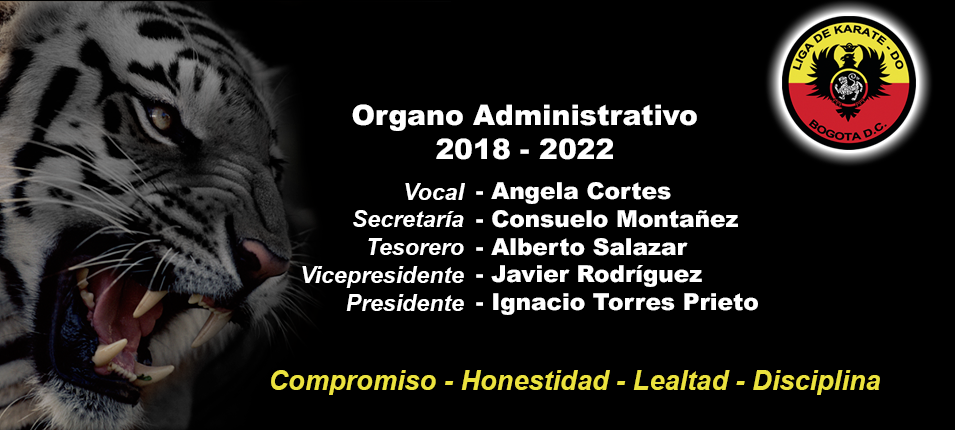 LIGA DE KARATE - DO
BOGOTA D.C.
Organo Administrativo
2018 - 2022
Vocal - Angela Cortes
Secretaría - Consuelo Montañez
Tesorero - Alberto Salazar
Vicepresidente - Javier Rodríguez
Presidente - Ignacio Torres Prieto
Compromiso - Honestidad - Lealtad - Disciplina